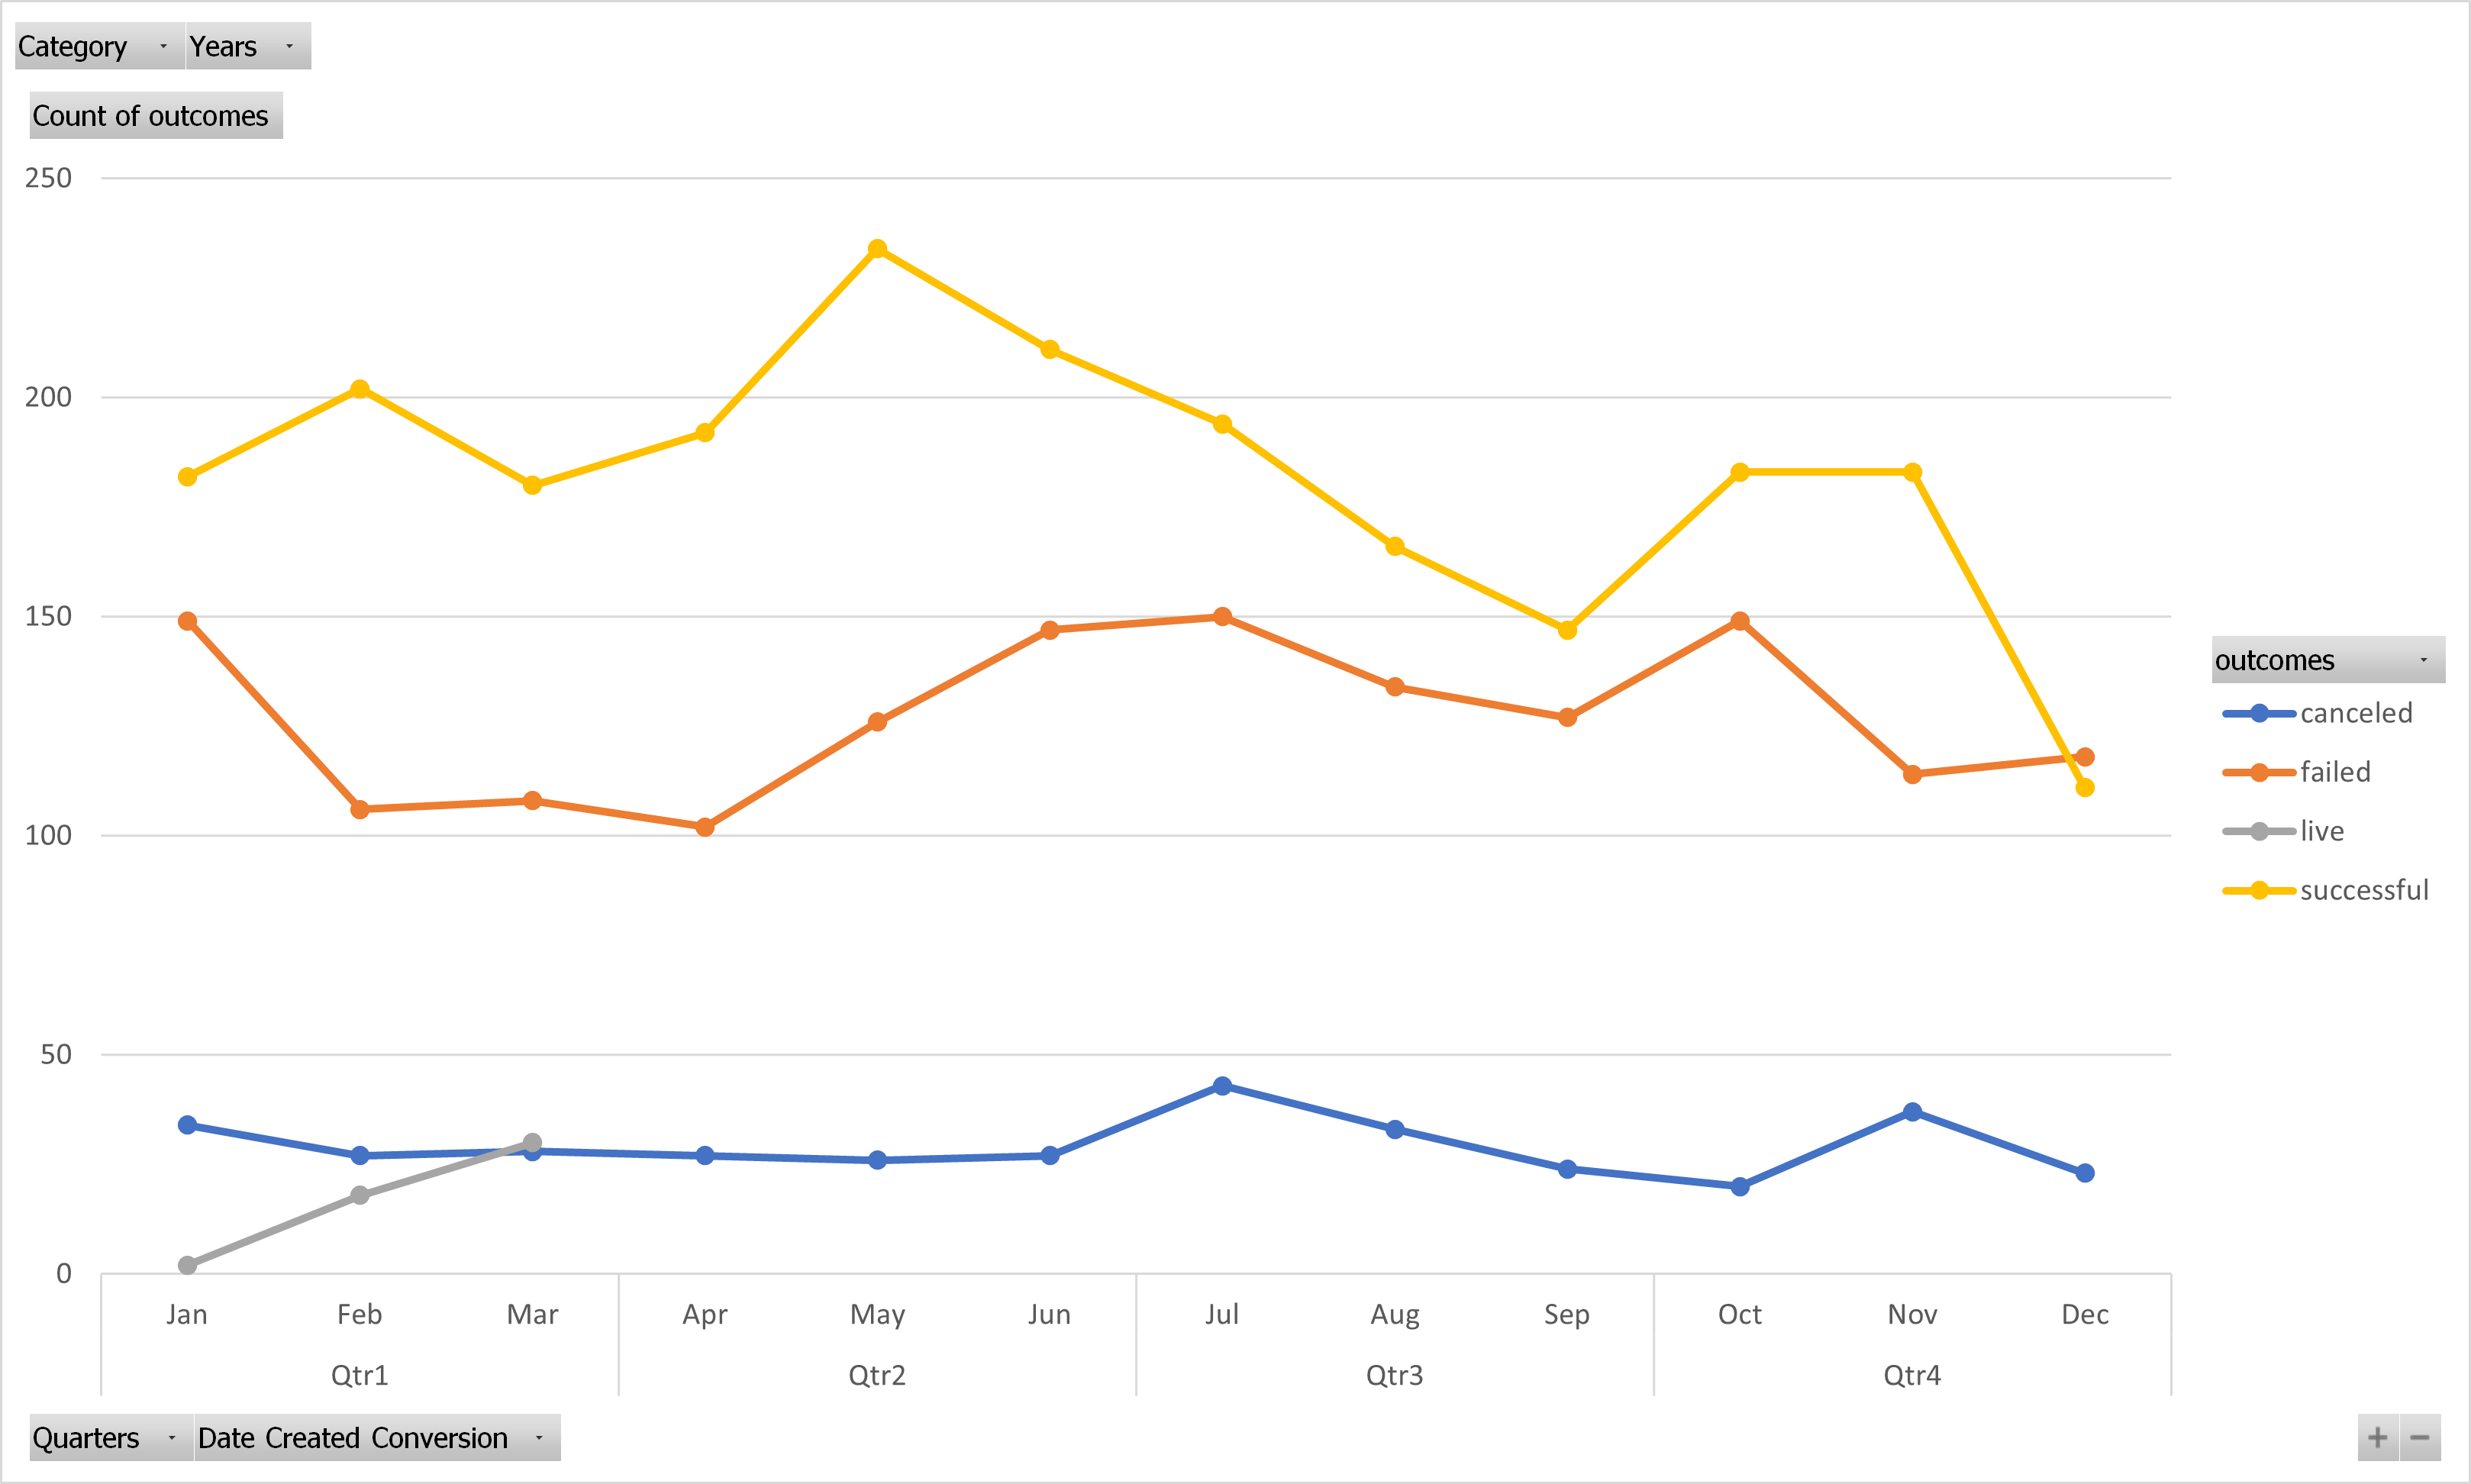 Category Years
Count of outcomes
250
200
150
100
50
0
outcomes
canceled
failed
live
successful
Jan Feb Mar Apr May Jun Jul Aug Sep Oct Nov Dec
Qtr1 Qtr2 Qtr3 Qtr4
Quarters Date Created Conversion
+ −